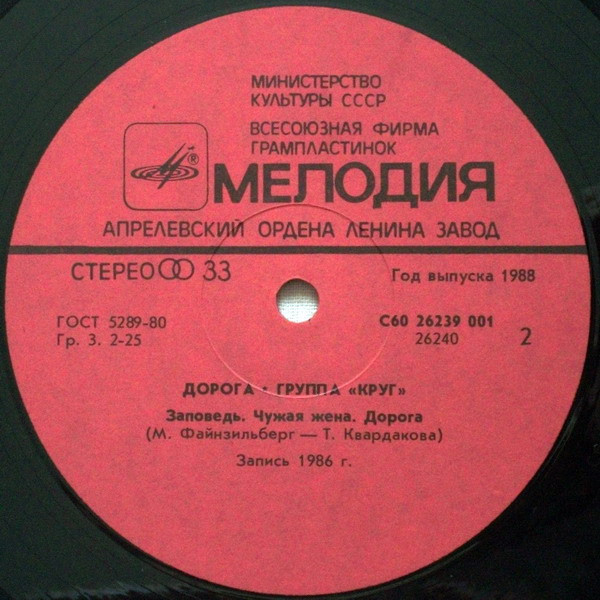 МИНИСТЕРСТВО
КУЛЬТУРЫ СССР
ВСЕСОЮЗНАЯ ФИРМА
ГРАМПЛАСТИНОК
®
МЕЛОДИЯ
АПРЕЛЕВСКИЙ ОРДЕНА ЛЕНИНА ЗАВОД
СТЕРЕО 33
Год выпуска 1988
ГОСТ 5289-80
Гр. 3. 2-25
С60 26239 001
26240
2
ДОРОГА • ГРУППА «КРУГ»
Заповедь. Чужая жена. Дорога
(М. Файнзильберг — Т. Квардакова)
Запись 1986 г.